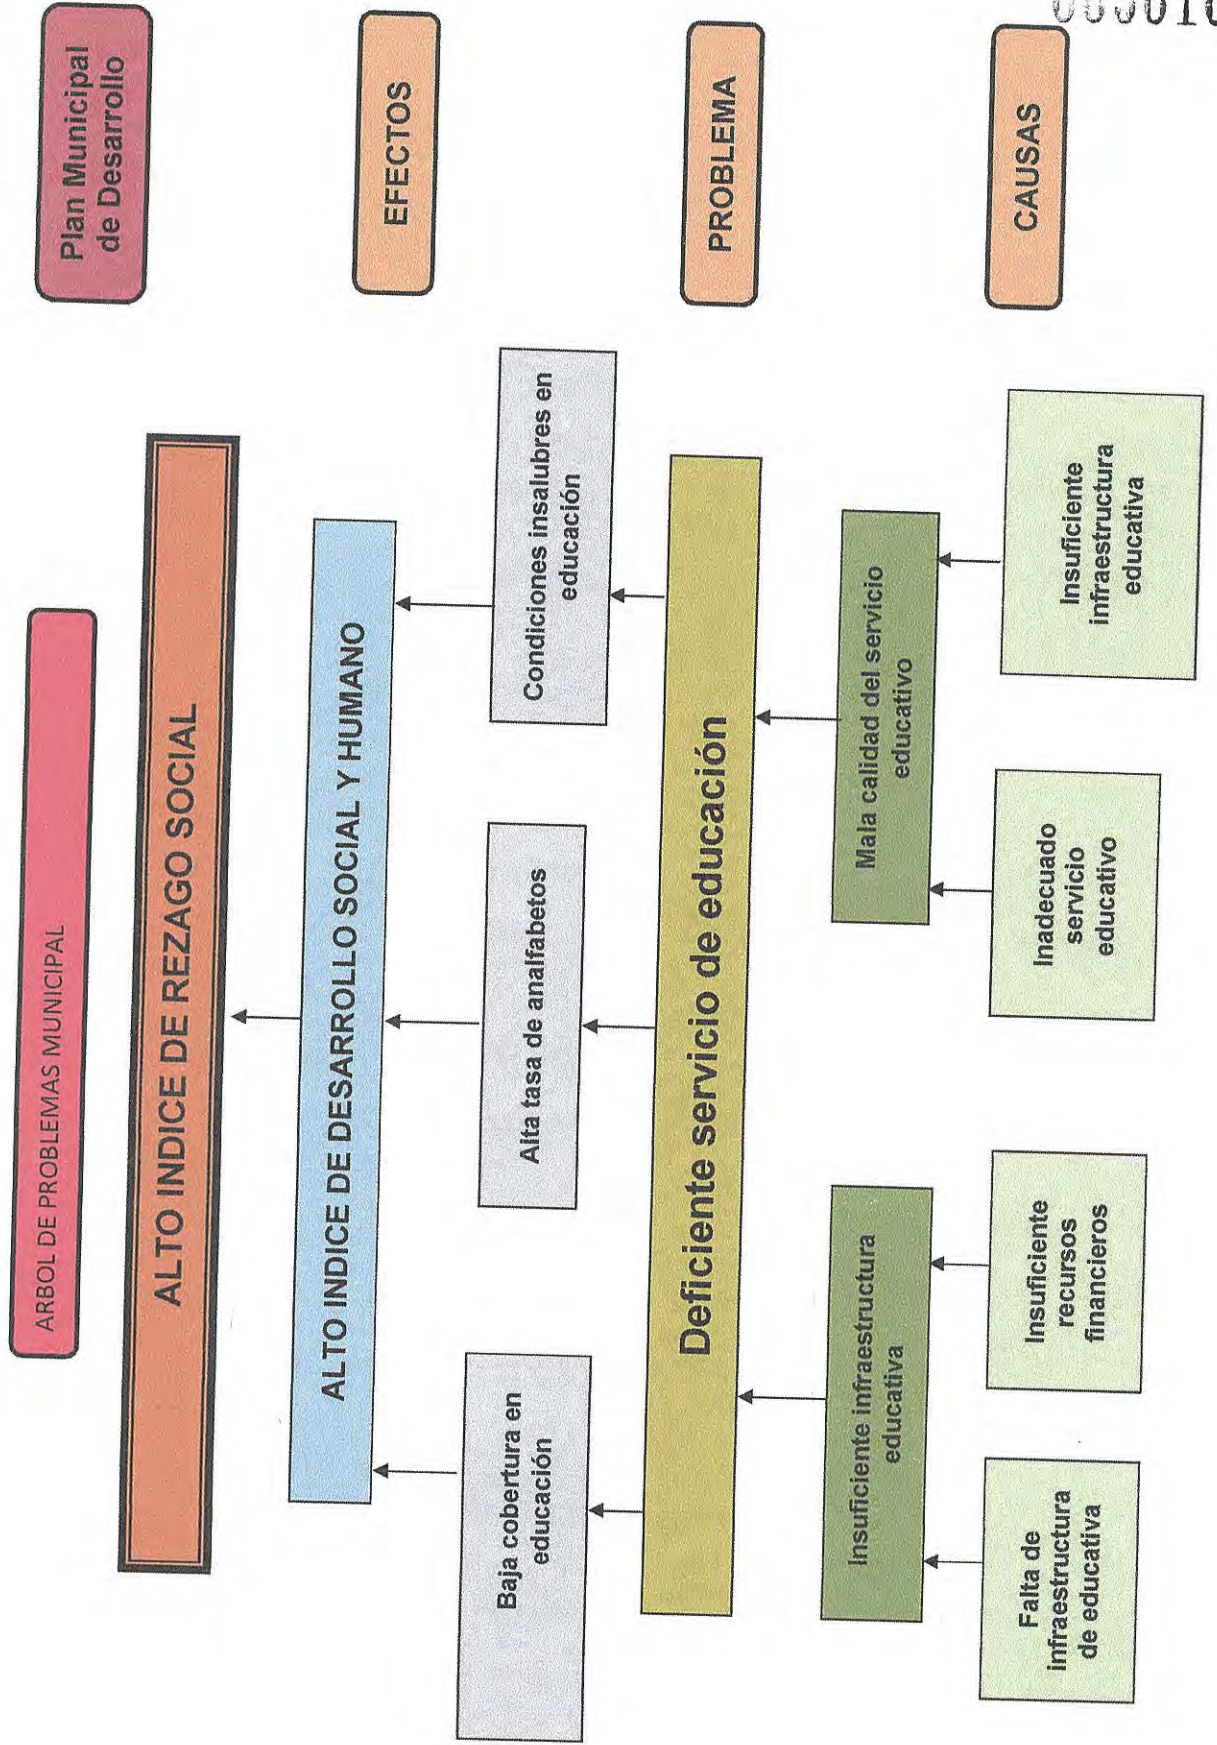 ARBOL DE PROBLEMAS MUNICIPAL
Plan Municipal
de Desarrollo
ALTO INDICE DE REZAGO SOCIAL
ALTO INDICE DE DESARROLLO SOCIAL Y HUMANO
EFECTOS
Baja cobertura en
educación
Alta tasa de analfabetos
Condiciones insalubres en
educación
Deficiente servicio de educación
PROBLEMA
Insuficiente infraestructura
educativa
Mala calidad del servicio
educativo
Falta de
infraestructura
de educativa
Insuficiente
recursos
financieros
Inadecuado
servicio
educativo
Insuficiente
infraestructura
educativa
CAUSAS